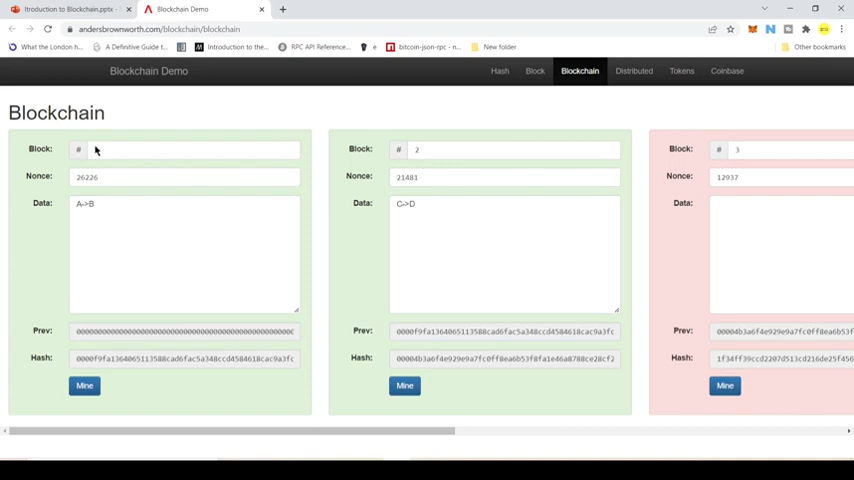 Itroduction to Blockchain.pptx -
Blockchain Demo
andersbrownworth.com/blockchain/blockchain
What the London h...
A Definitive Guide t...
Introduction to the...
RPC API Reference...
e
bitcoin-json-rpc - n...
New folder
Other bookmarks
Blockchain Demo
Hash
Block
Blockchain
Distributed
Tokens
Coinbase
Blockchain
Block:
#
Nonce:
26226
Data:
A->B
Prev:
Hash:
Mine
Block:
# 2
Nonce:
21481
Data:
C->D
Prev:
Hash:
Mine
Block:
# 3
Nonce:
12937
Data:
Prev:
Hash:
Mine